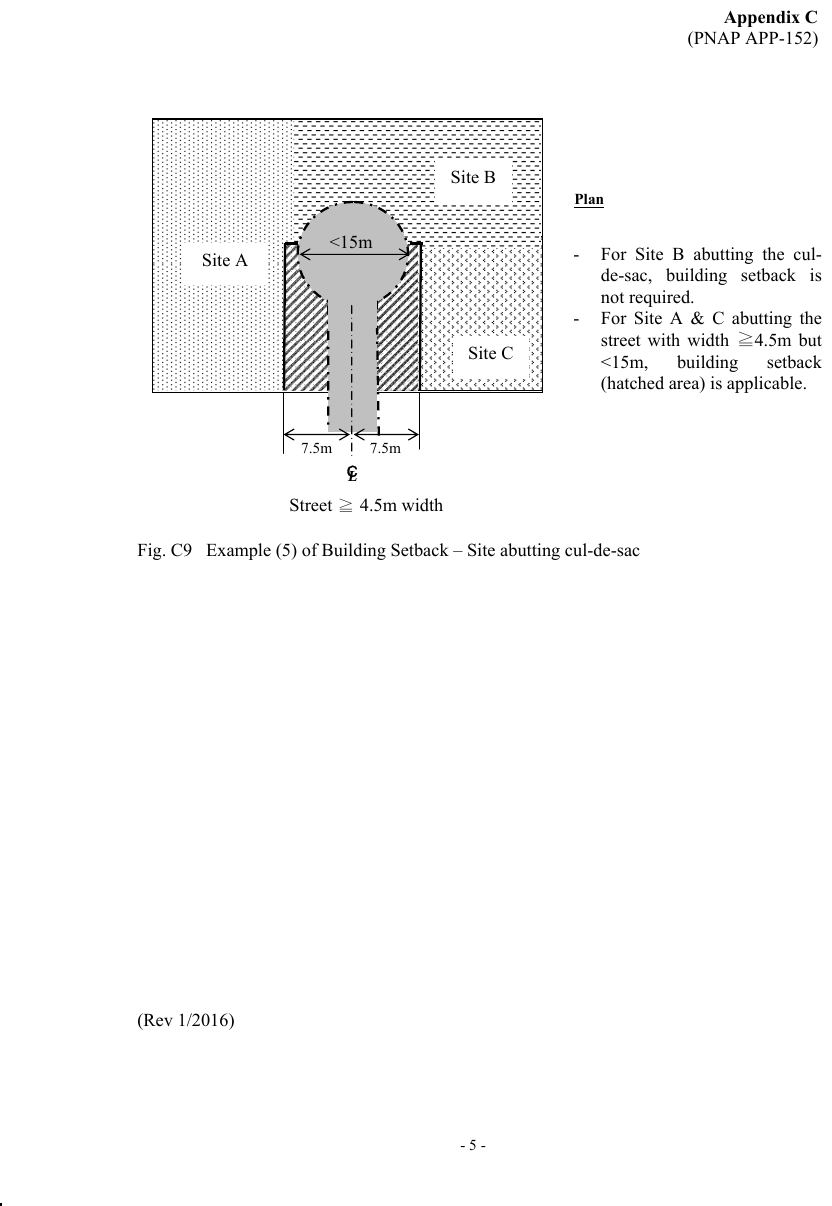 Appendix C
(PNAP APP-152)
Site B
Plan
<15m
Site A
- For Site B abutting the cul-
de-sac, building setback is
not required.
- For Site A & C abutting the
street with width ≧4.5m but
<15m, building setback
(hatched area) is applicable.
Site C
7.5m 7.5m
℄
Street ≧ 4.5m width
Fig. C9 Example (5) of Building Setback – Site abutting cul-de-sac
(Rev 1/2016)
- 5 -